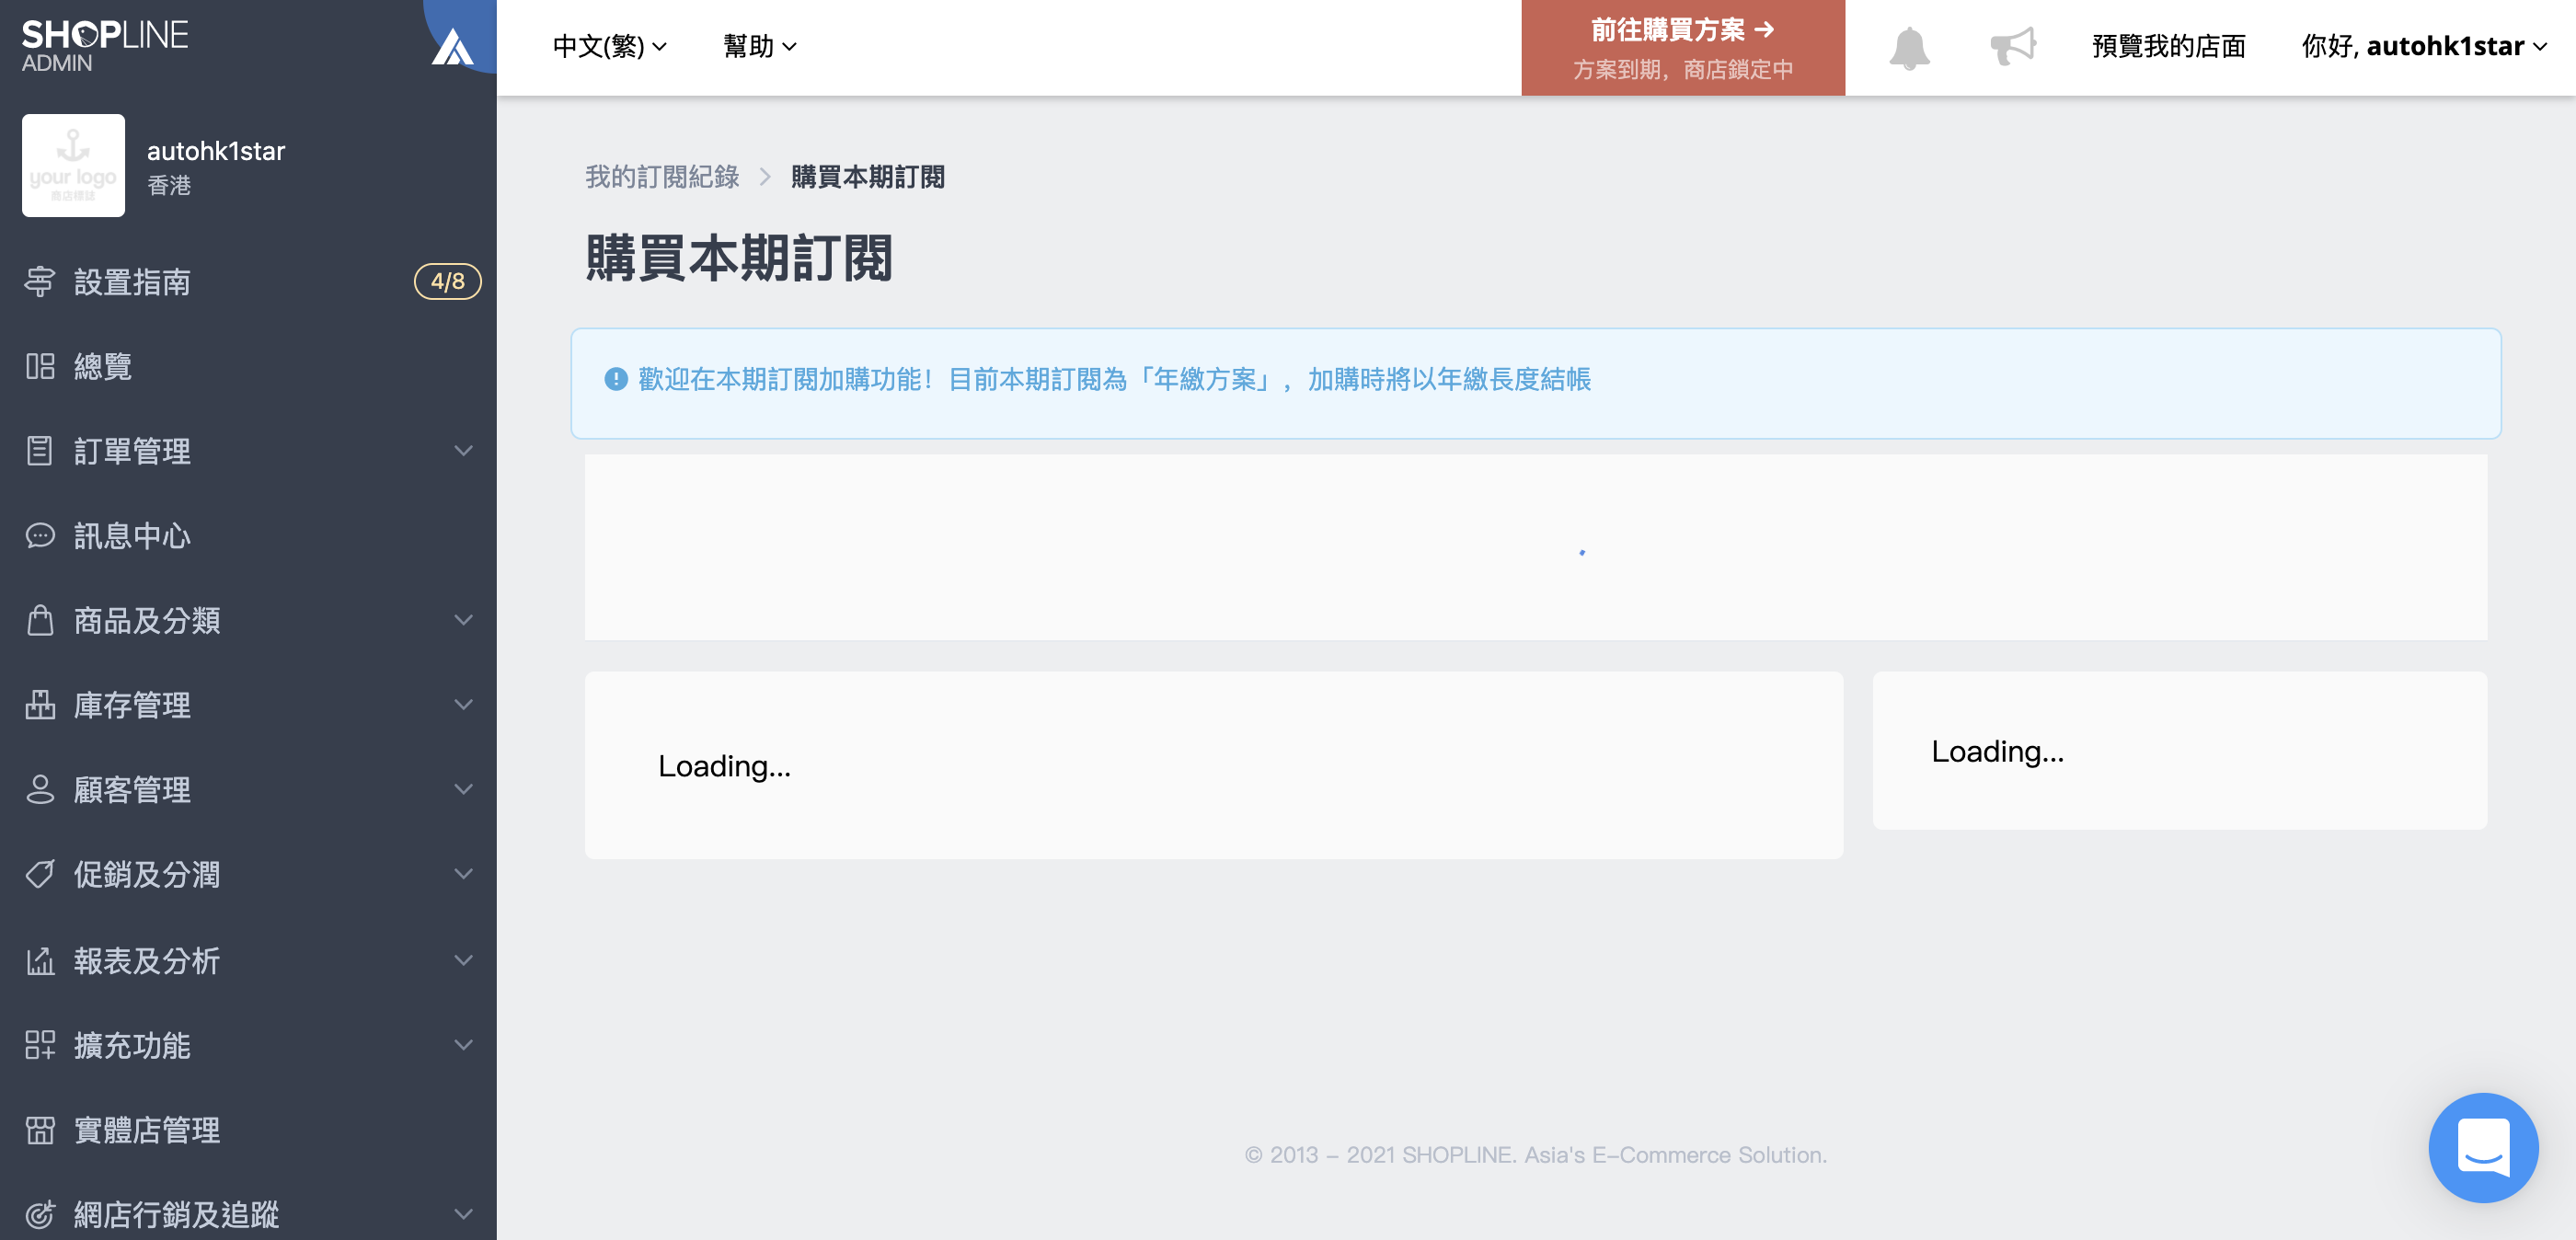 SHOPLINE
ADMIN
中文(繁)
幫助
前往購買方案 →
方案到期，商店鎖定中
預覽我的店面
你好, autohk1star
your logo
商店標誌
autohk1star
香港
設置指南
4/8
總覽
訂單管理
訊息中心
商品及分類
庫存管理
顧客管理
促銷及分潤
報表及分析
擴充功能
實體店管理
網店行銷及追蹤
我的訂閱紀錄 > 購買本期訂閱
購買本期訂閱
歡迎在本期訂閱加購功能！目前本期訂閱為「年繳方案」，加購時將以年繳長度結帳
Loading...
Loading...
© 2013 - 2021 SHOPLINE. Asia's E-Commerce Solution.